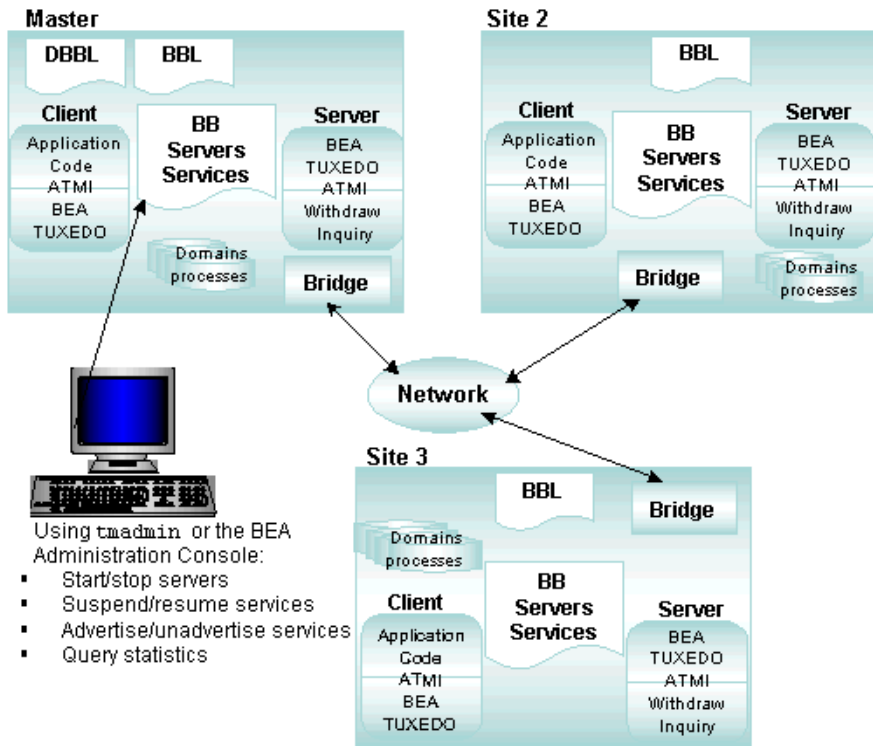 Master
DBBL
BBL
Client
Application
Code
ATMI
BEA
TUXEDO
BB
Servers
Services
Server
BEA
TUXEDO
ATMI
Withdraw
Inquiry
Domains
processes
Bridge
Site 2
BBL
Client
Application
Code
ATMI
BEA
TUXEDO
BB
Servers
Services
Server
BEA
TUXEDO
ATMI
Withdraw
Inquiry
Bridge
Domains
processes
Network
Using tmadmin or the BEA
Administration Console:
▪ Start/stop servers
▪ Suspend/resume services
▪ Advertise/unadvertise services
▪ Query statistics
Site 3
BBL
Bridge
Domains
processes
Client
Application
Code
ATMI
BEA
TUXEDO
BB
Servers
Services
Server
BEA
TUXEDO
ATMI
Withdraw
Inquiry